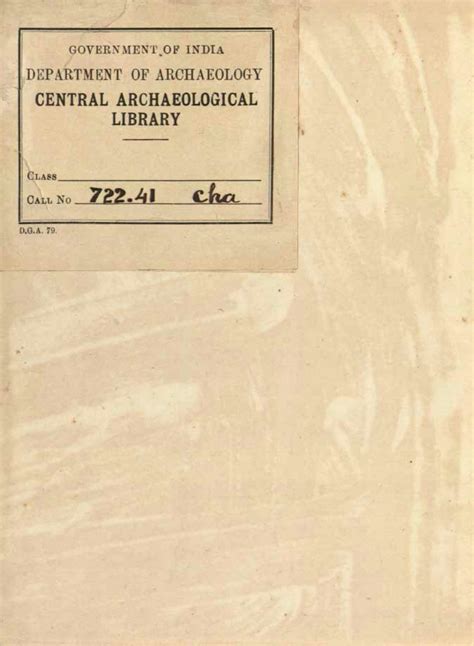 GOVERNMENT OF INDIA
DEPARTMENT OF ARCHAEOLOGY
CENTRAL ARCHAEOLOGICAL
LIBRARY
CLASS
CALL NO 722.41 Cha
D.G.A. 79.